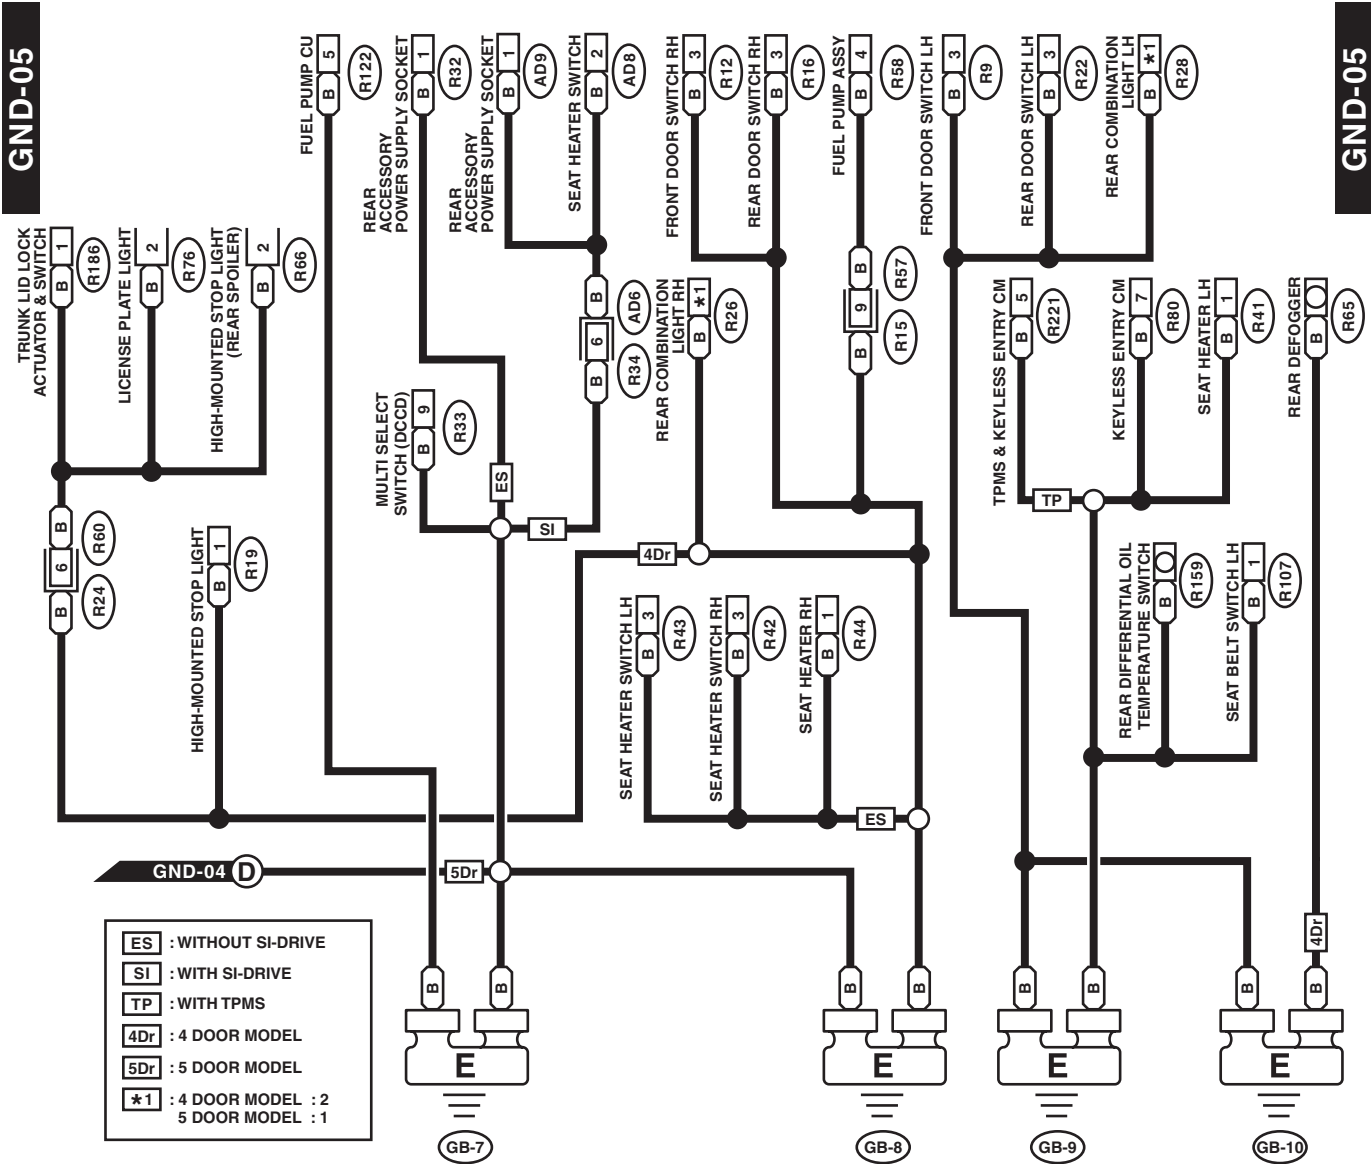 GND-05
GND-05
FUEL PUMP CU
5
B
R122
REAR
ACCESSORY
POWER SUPPLY SOCKET
1
B
R32
REAR
ACCESSORY
POWER SUPPLY SOCKET
1
B
AD9
SEAT HEATER SWITCH
2
B
AD8
FRONT DOOR SWITCH RH
3
B
R12
REAR DOOR SWITCH RH
3
B
R16
FUEL PUMP ASSY
4
B
R58
FRONT DOOR SWITCH LH
3
B
R9
REAR DOOR SWITCH LH
3
B
R22
REAR COMBINATION
LIGHT LH
*1
B
R28
TRUNK LID LOCK
ACTUATOR & SWITCH
1
B
R186
LICENSE PLATE LIGHT
2
B
R76
HIGH-MOUNTED STOP LIGHT
(REAR SPOILER)
2
B
R66
B
AD6
6
B
R34
REAR COMBINATION
LIGHT RH
*1
B
R26
B
R57
9
B
R15
TPMS & KEYLESS ENTRY CM
5
B
R221
KEYLESS ENTRY CM
7
B
R80
SEAT HEATER LH
1
B
R41
REAR DEFOGGER
B
R65
MULTI SELECT
SWITCH (DCCD)
9
B
R33
ES
SI
TP
4Dr
B
R60
6
B
R24
HIGH-MOUNTED STOP LIGHT
1
B
R19
SEAT HEATER SWITCH LH
3
B
R43
SEAT HEATER SWITCH RH
3
B
R42
SEAT HEATER RH
1
B
R44
REAR DIFFERENTIAL OIL
TEMPERATURE SWITCH
B
R159
SEAT BELT SWITCH LH
1
B
R107
ES
GND-04 D
5Dr
4Dr
ES : WITHOUT SI-DRIVE
SI : WITH SI-DRIVE
TP : WITH TPMS
4Dr : 4 DOOR MODEL
5Dr : 5 DOOR MODEL
*1 : 4 DOOR MODEL : 2
5 DOOR MODEL : 1
B
B
E
GB-7
B
B
E
GB-8
B
B
E
GB-9
B
B
E
GB-10